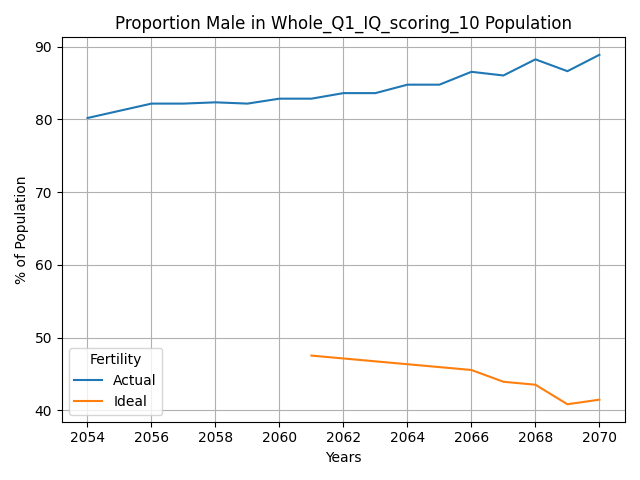 Proportion Male in Whole_Q1_IQ_scoring_10 Population
% of Population
90
80
70
60
50
40
Fertility
Actual
Ideal
2054 2056 2058 2060 2062 2064 2066 2068 2070
Years